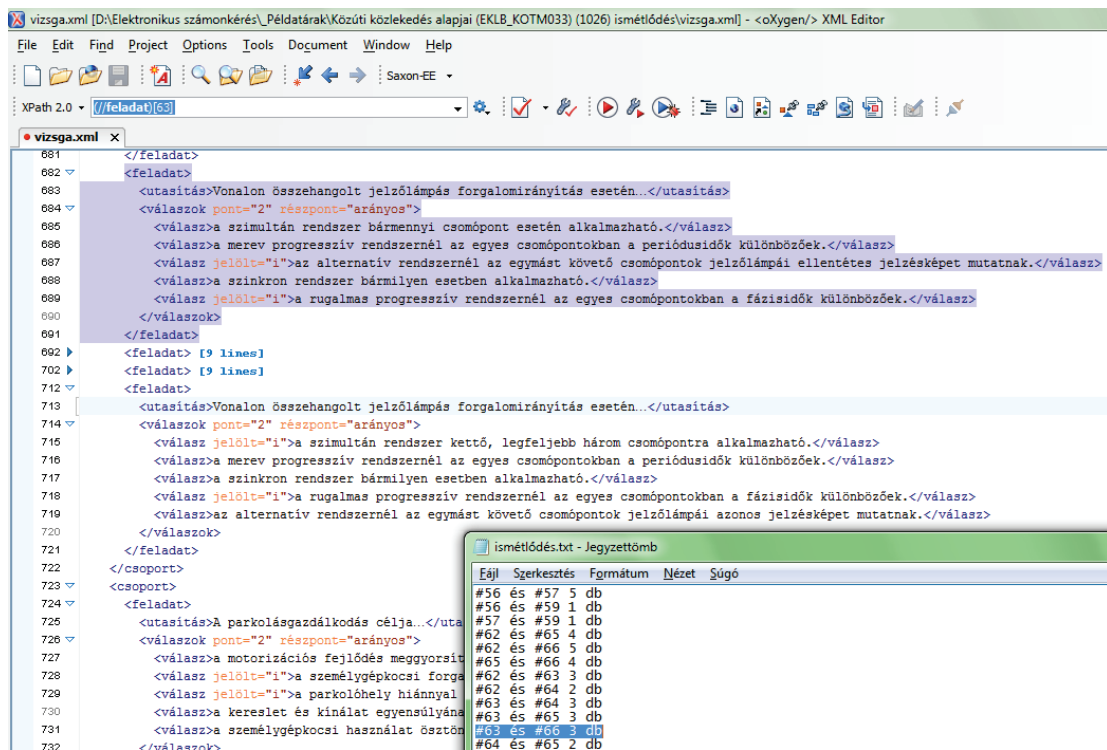 vizsga.xml [D:\Elektronikus számonkérés\_Példatárak\Közúti közlekedés alapjai (EKLB_KOTM033) (1026) ismétlődés\vizsga.xml] - <oXygen/> XML Editor
File Edit Find Project Options Tools Document Window Help
Saxon-EE
XPath 2.0 (//feladat)[63]
vizsga.xml X
681 </feladat>
682 <feladat>
683 <utasítás>Vonalon összehangolt jelzőlámpás forgalomirányítás esetén...</utasítás>
684 <válaszok pont="2" részpont="arányos">
685 <válasz>a szimultán rendszer bármennyi csomópont esetén alkalmazható.</válasz>
686 <válasz>a merev progresszív rendszernél az egyes csomópontokban a periódusidők különbözőek.</válasz>
687 <válasz jelölt="i">az alternatív rendszernél az egymást követő csomópontok jelzőlámpái ellentétes jelzésképet mutatnak.</válasz>
688 <válasz>a szinkron rendszer bármilyen esetben alkalmazható.</válasz>
689 <válasz jelölt="i">a rugalmas progresszív rendszernél az egyes csomópontokban a fázisidők különbözőek.</válasz>
690 </válaszok>
691 </feladat>
692 <feladat> [9 lines]
702 <feladat> [9 lines]
712 <feladat>
713 <utasítás>Vonalon összehangolt jelzőlámpás forgalomirányítás esetén...</utasítás>
714 <válaszok pont="2" részpont="arányos">
715 <válasz jelölt="i">a szimultán rendszer kettő, legfeljebb három csomópontra alkalmazható.</válasz>
716 <válasz>a merev progresszív rendszernél az egyes csomópontokban a periódusidők különbözőek.</válasz>
717 <válasz>a szinkron rendszer bármilyen esetben alkalmazható.</válasz>
718 <válasz jelölt="i">a rugalmas progresszív rendszernél az egyes csomópontokban a fázisidők különbözőek.</válasz>
719 <válasz>az alternatív rendszernél az egymást követő csomópontok jelzőlámpái azonos jelzésképet mutatnak.</válasz>
720 </válaszok>
721 </feladat>
722 </csoport>
723 <csoport>
724 <feladat>
725 <utasítás>A parkolásgazdálkodás célja...</uta
726 <válaszok pont="2" részpont="arányos">
727 <válasz>a motorizációs fejlődés meggyorsít
728 <válasz jelölt="i">a személygépkocsi forga
729 <válasz jelölt="i">a parkolóhely hiánnyal
730 <válasz>a kereslet és kínálat egyensúlyána
731 <válasz>a személygépkocsi használat ösztön
732 </válaszok>
ismétlődés.txt - Jegyzettömb
Fájl Szerkesztés Formátum Nézet Súgó
#56 és #57 5 db
#56 és #59 1 db
#57 és #59 1 db
#62 és #65 4 db
#62 és #66 5 db
#65 és #66 4 db
#62 és #63 3 db
#62 és #64 2 db
#63 és #64 3 db
#63 és #65 3 db
#63 és #66 3 db
#64 és #65 2 db